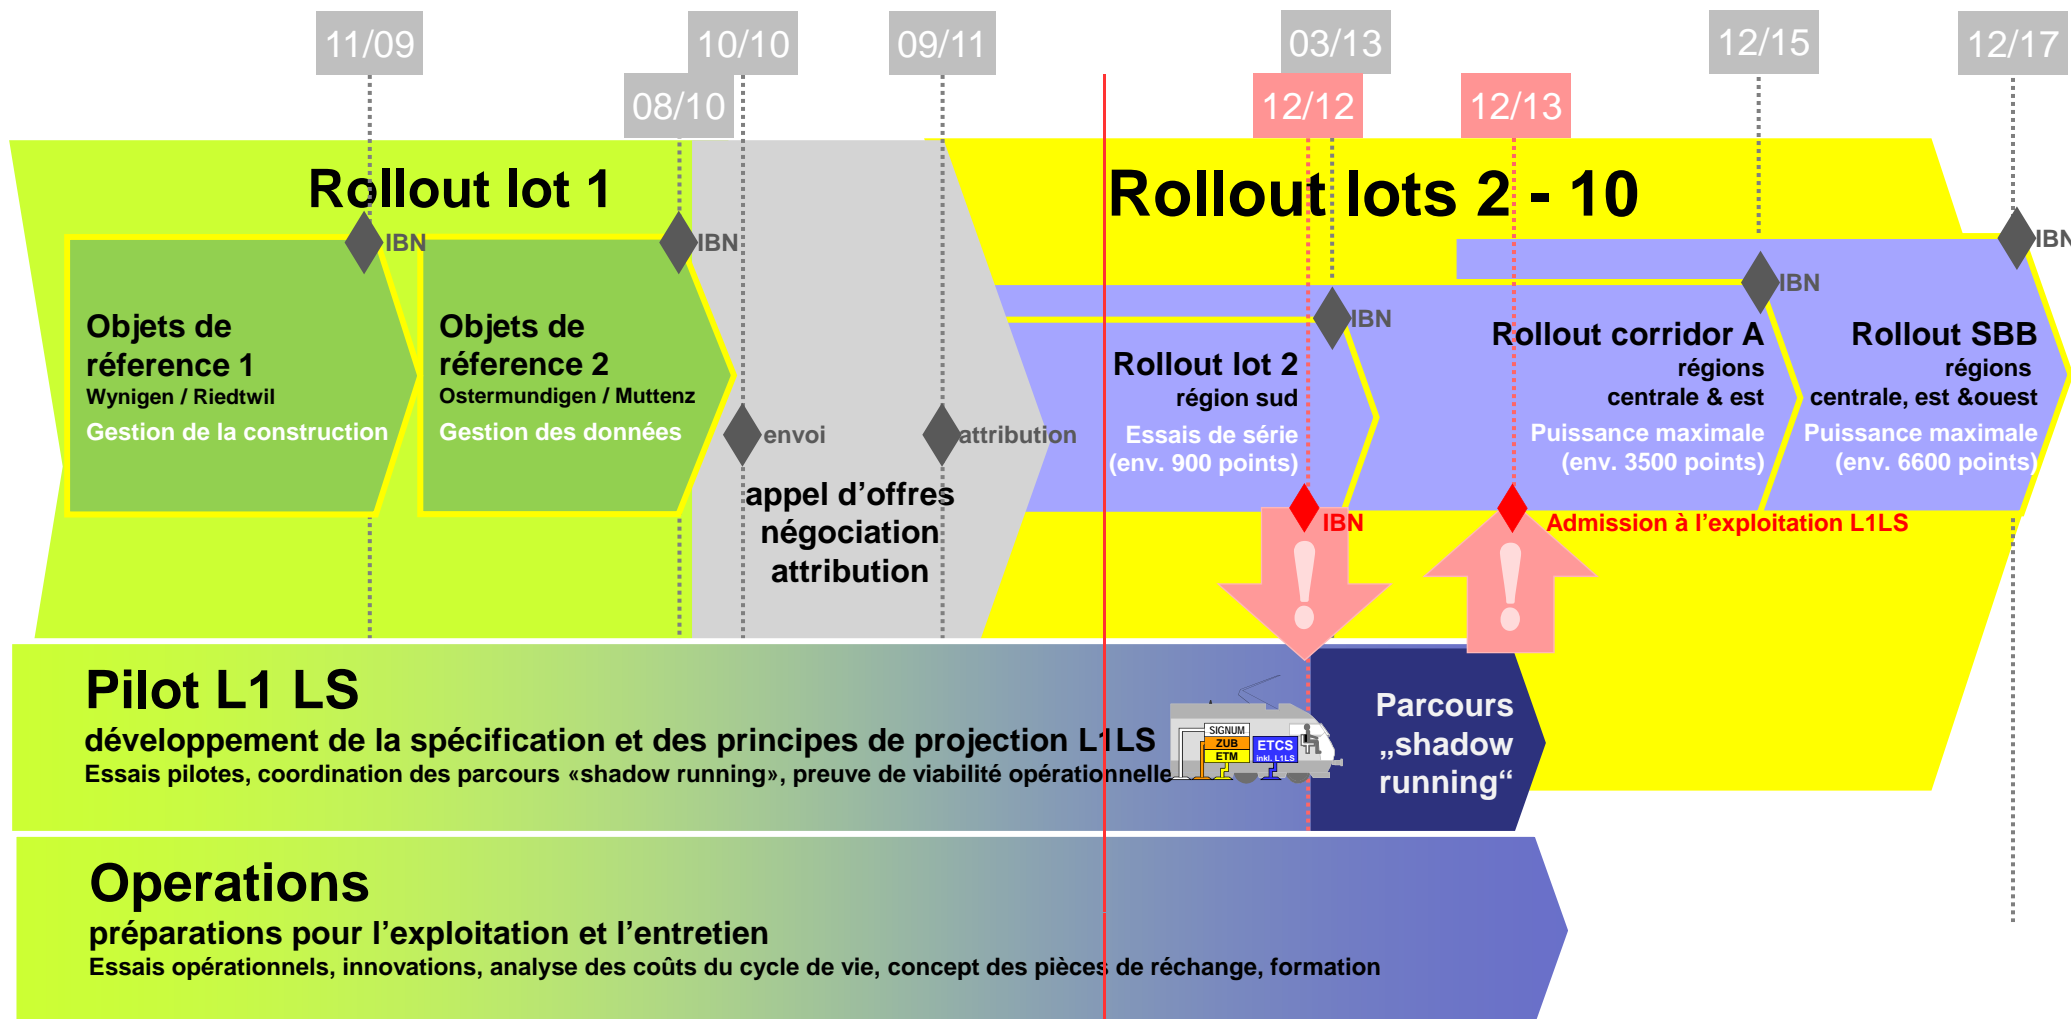 11/09
10/10
09/11
03/13
12/15
12/17
08/10
12/12
12/13
Rollout lot 1
Rollout lots 2 - 10
IBN
IBN
IBN
IBN
IBN
Objets de
réference 1
Wynigen / Riedtwil
Gestion de la construction
Objets de
réference 2
Ostermundigen / Muttenz
Gestion des données
envoi
attribution
appel d’offres
négociation
attribution
Rollout lot 2
région sud
Essais de série
(env. 900 points)
Rollout corridor A
régions
centrale & est
Puissance maximale
(env. 3500 points)
Rollout SBB
régions
centrale, est &ouest
Puissance maximale
(env. 6600 points)
IBN
Admission à l’exploitation L1LS
!
!
Pilot L1 LS
développement de la spécification et des principes de projection L1LS
Essais pilotes, coordination des parcours «shadow running», preuve de viabilité opérationnelle
SIGNUM
ZUB
ETM
ETCS
inkl. L1LS
Parcours
„shadow
running“
Operations
préparations pour l’exploitation et l’entretien
Essais opérationnels, innovations, analyse des coûts du cycle de vie, concept des pièces de réchange, formation